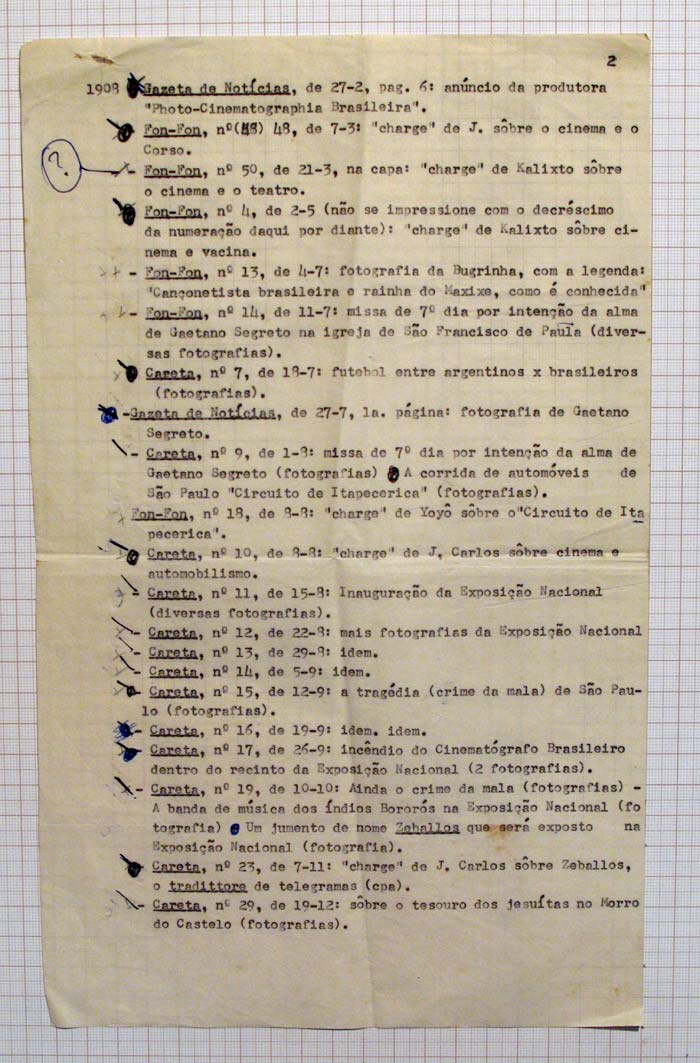 2
1908 Gazeta de Notícias, de 27-2, pag. 6: anúncio da produtora
"Photo-Cinematographia Brasileira".
Fon-Fon, nº(48) 48, de 7-3: "charge" de J. sôbre o cinema e o
Corso.
?
- Fon-Fon, nº 50, de 21-3, na capa: "charge" de Kalixto sôbre
o cinema e o teatro.
Fon-Fon, nº 4, de 2-5 (não se impressione com o decréscimo
da numeração daqui por diante): "charge" de Kalixto sôbre ci-
nema e vacina.
- Fon-Fon, nº 13, de 4-7: fotografia da Bugrinha, com a legenda:
"Cançonetista brasileira e rainha do Maxixe, como é conhecida"
- Fon-Fon, nº 14, de 11-7: missa de 7º dia por intenção da alma
de Gaetano Segreto na igreja de São Francisco de Paula (diver-
sas fotografias).
Careta, nº 7, de 18-7: futebol entre argentinos x brasileiros
(fotografias).
-Gazeta de Notícias, de 27-7, 1a. página: fotografia de Gaetano
Segreto.
- Careta, nº 9, de 1-8: missa de 7º dia por intenção da alma de
Gaetano Segreto (fotografias) A corrida de automóveis de
São Paulo "Circuito de Itapecerica" (fotografias).
Fon-Fon, nº 18, de 8-8: "charge" de Yoyô sôbre o"Circuito de Ita
pecerica".
Careta, nº 10, de 8-8: "charge" de J. Carlos sôbre cinema e
automobilismo.
- Careta, nº 11, de 15-8: Inauguração da Exposição Nacional
(diversas fotografias).
- Careta, nº 12, de 22-8: mais fotografias da Exposição Nacional
- Careta, nº 13, de 29-8: idem.
- Careta, nº 14, de 5-9: idem.
- Careta, nº 15, de 12-9: a tragédia (crime da mala) de São Pau-
lo (fotografias).
- Careta, nº 16, de 19-9: idem. idem.
- Careta, nº 17, de 26-9: incêndio do Cinematógrafo Brasileiro
dentro do recinto da Exposição Nacional (2 fotografias).
- Careta, nº 19, de 10-10: Ainda o crime da mala (fotografias) -
A banda de música dos índios Bororós na Exposição Nacional (fo
tografia) Um jumento de nome Zeballos que será exposto na
Exposição Nacional (fotografia).
Careta, nº 23, de 7-11: "charge" de J. Carlos sôbre Zeballos,
o tradittore de telegramas (cpa).
- Careta, nº 29, de 19-12: sôbre o tesouro dos jesuítas no Morro
do Castelo (fotografias).